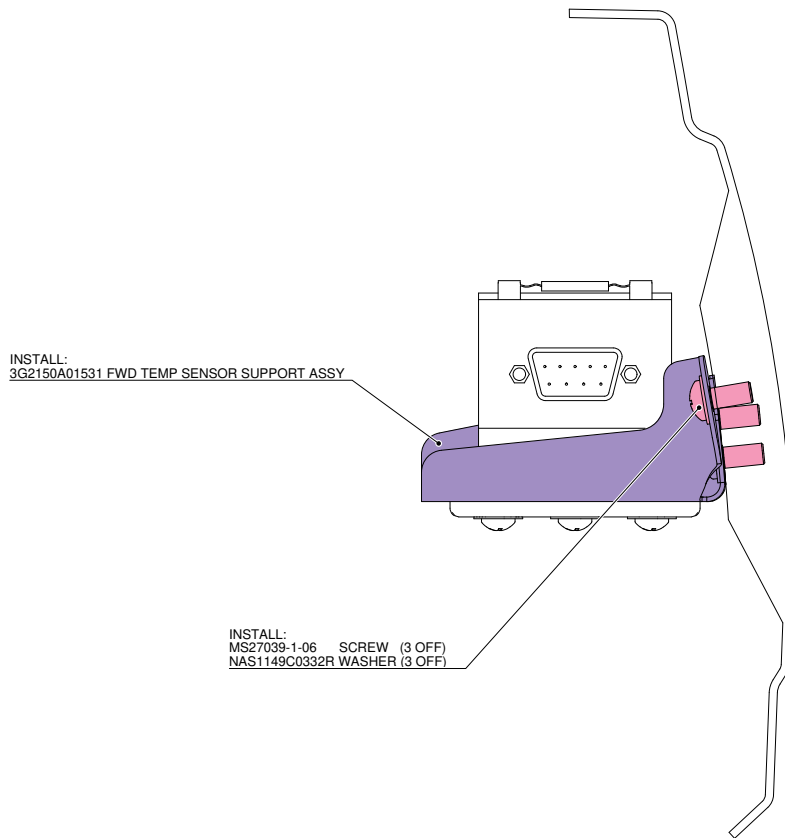 INSTALL:
3G2150A01531 FWD TEMP SENSOR SUPPORT ASSY
INSTALL:
MS27039-1-06 SCREW (3 OFF)
NAS1149C0332R WASHER (3 OFF)